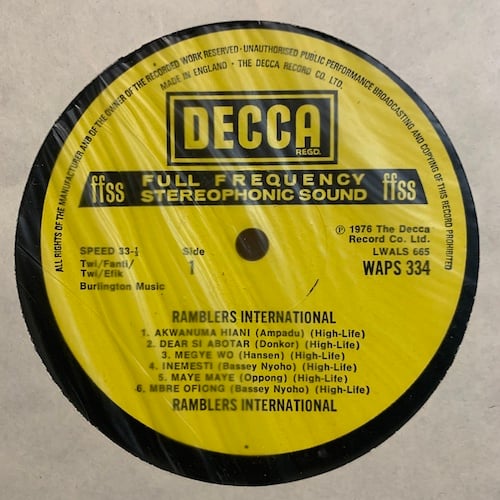 ALL RIGHTS OF THE MANUFACTURER AND OF THE OWNER OF THE RECORDED WORK RESERVED · UNAUTHORISED PUBLIC PERFORMANCE BROADCASTING AND COPYING OF THIS RECORD PROHIBITED
MADE IN ENGLAND · THE DECCA RECORD CO. LTD.
DECCA
REGD.
ffss FULL FREQUENCY STEREOPHONIC SOUND ffss
℗ 1976 The Decca
Record Co. Ltd.
SPEED 33⅓ Side LWALS 665
Twi/Fanti/ 1 WAPS 334
Twi/Efik
Burlington Music
RAMBLERS INTERNATIONAL
1. AKWANUMA HIANI (Ampadu) (High-Life)
2. DEAR SI ABOTAR (Donkor) (High-Life)
3. MEGYE WO (Hansen) (High-Life)
4. INEMESTI (Bassey Nyoho) (High-Life)
5. MAYE MAYE (Oppong) (High-Life)
6. MBRE OFIONG (Bassey Nyoho) (High-Life)
RAMBLERS INTERNATIONAL